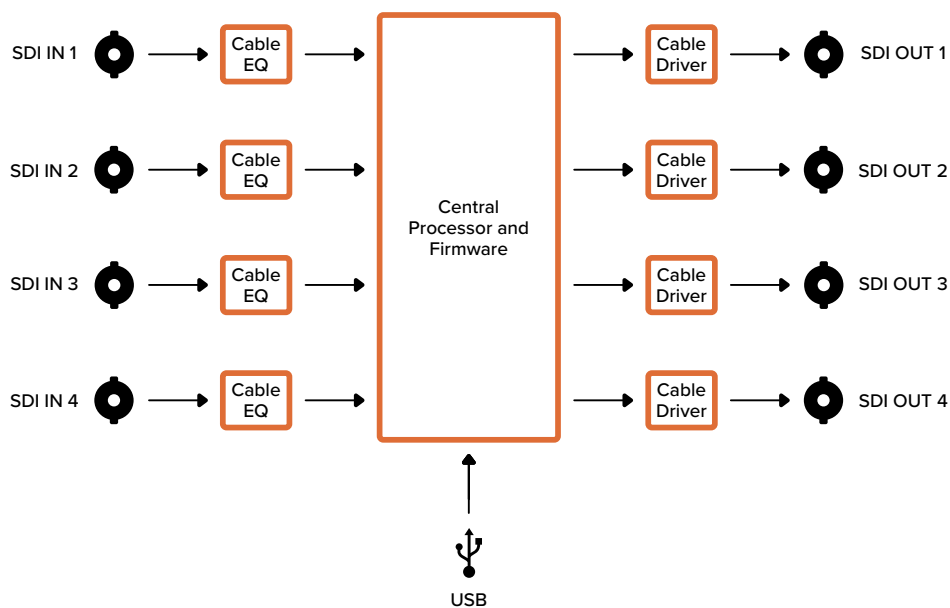 SDI IN 1
Cable
EQ
Cable
Driver
SDI OUT 1
SDI IN 2
Cable
EQ
Cable
Driver
SDI OUT 2
Central
Processor and
Firmware
SDI IN 3
Cable
EQ
Cable
Driver
SDI OUT 3
SDI IN 4
Cable
EQ
Cable
Driver
SDI OUT 4
USB